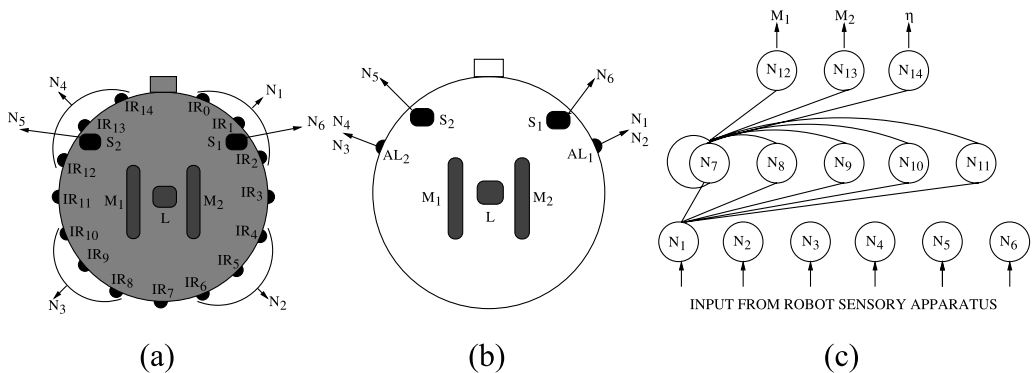 M₁ M₂ η
N₁₂ N₁₃ N₁₄
N₄ IR₁₄ IR₀ N₁
N₅ IR₁₃ IR₁ N₆
S₂ S₁
IR₁₂ IR₂
IR₁₁ M₁ M₂ IR₃
L
IR₁₀ IR₄
IR₉ IR₅
IR₈ IR₇ IR₆
N₃ N₂
N₅ N₆
S₂ S₁
N₄ N₁
N₃ N₂
AL₂ AL₁
M₁ M₂
L
N₇ N₈ N₉ N₁₀ N₁₁
N₁ N₂ N₃ N₄ N₅ N₆
INPUT FROM ROBOT SENSORY APPARATUS
(a) (b) (c)